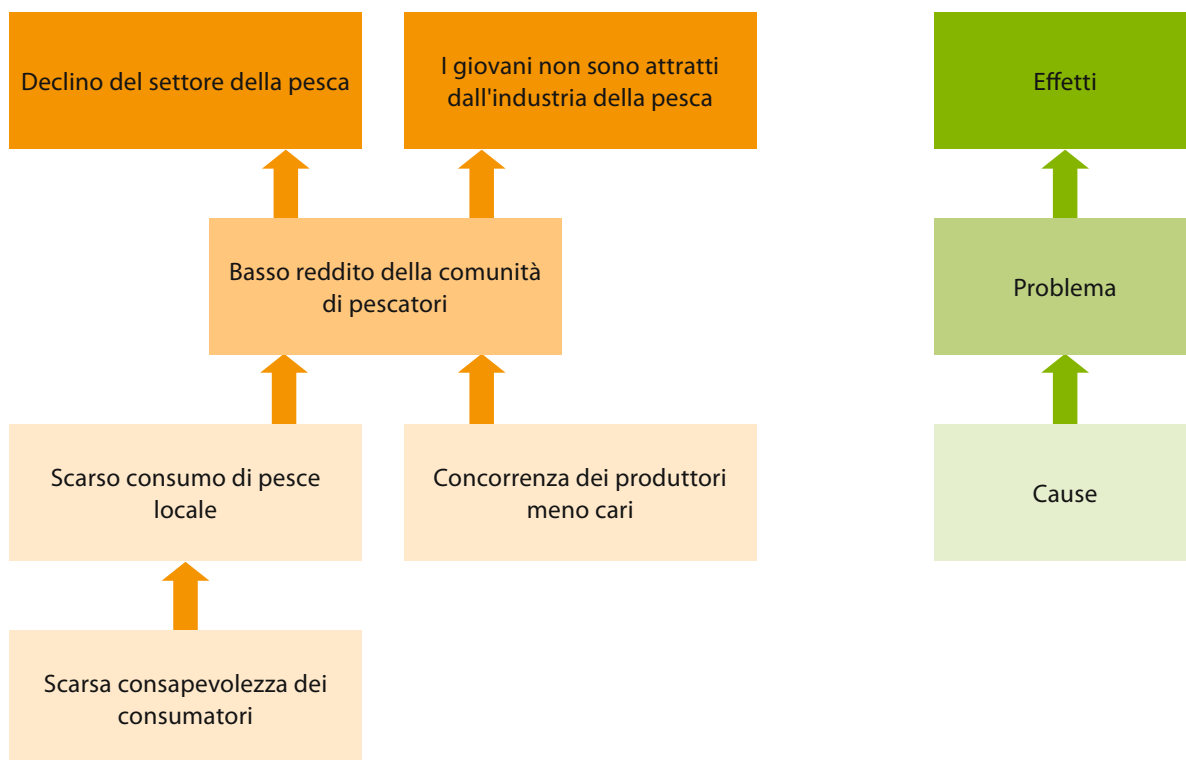 Declino del settore della pesca
I giovani non sono attratti
dall'industria della pesca
Effetti
Basso reddito della comunità
di pescatori
Problema
Scarso consumo di pesce
locale
Concorrenza dei produttori
meno cari
Cause
Scarsa consapevolezza dei
consumatori